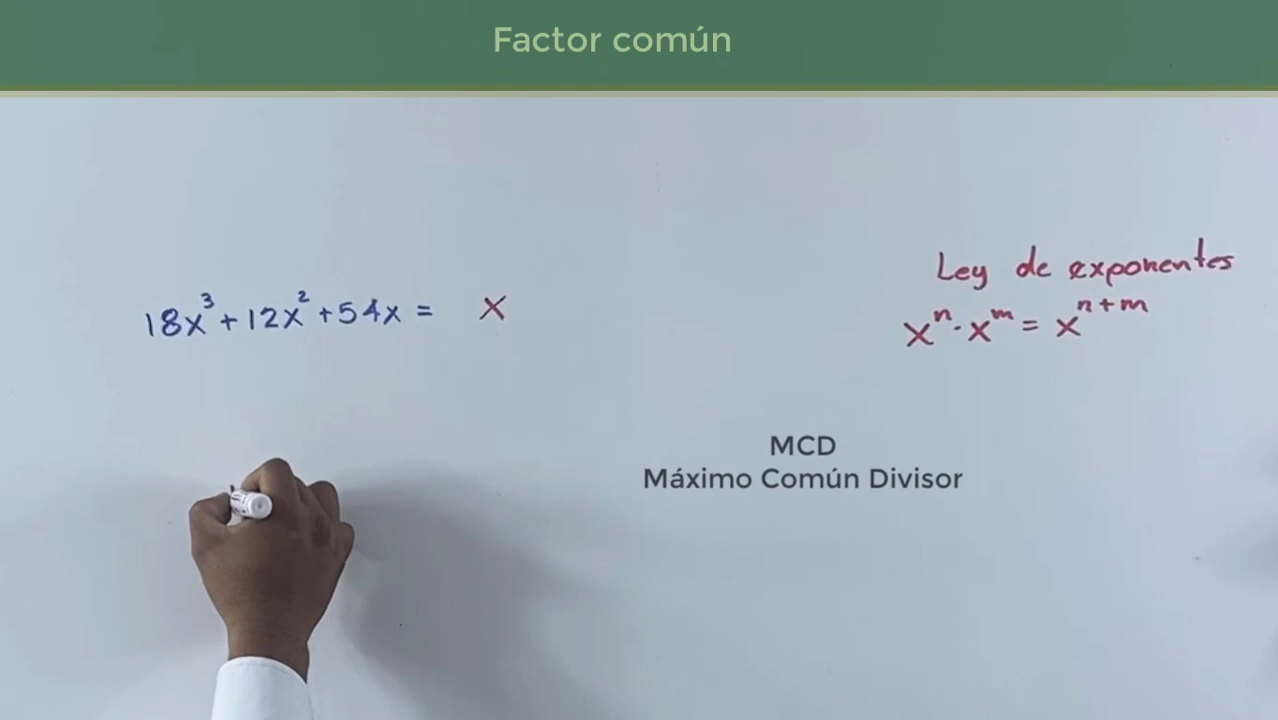 Factor común
Ley de exponentes
18x³ + 12x² + 54x = x
xⁿ · xᵐ = xⁿ⁺ᵐ
MCD
Máximo Común Divisor